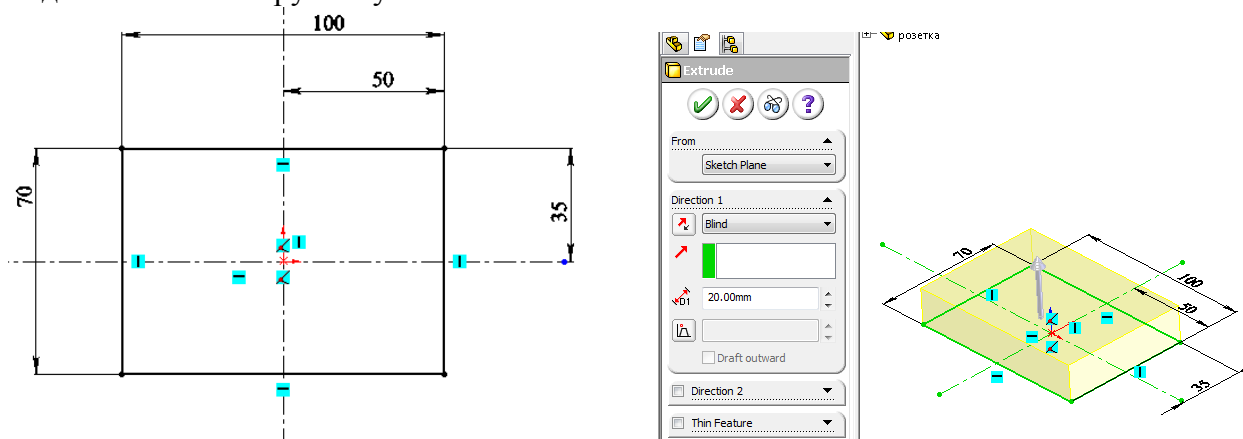 100
50
70
35
розетка
Extrude
From
Sketch Plane
Direction 1
Blind
D1
20.00mm
Draft outward
Direction 2
Thin Feature
70
100
50
35